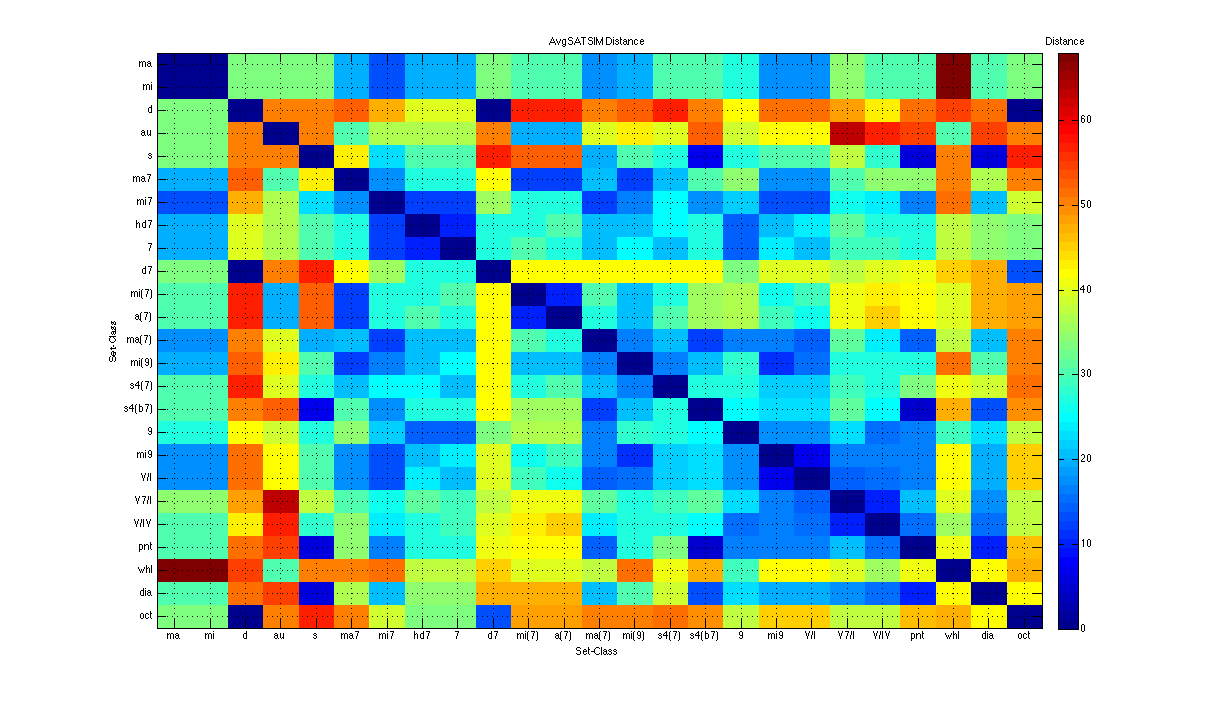 AvgSATSIM Distance
Distance
ma
mi
d
au
s
ma7
mi7
hd7
7
d7
mi(7)
a(7)
ma(7)
mi(9)
s4(7)
s4(b7)
9
mi9
V/I
V7/I
V/IV
pnt
whl
dia
oct
Set-Class
60
50
40
30
20
10
0
ma mi d au s ma7 mi7 hd7 7 d7 mi(7) a(7) ma(7) mi(9) s4(7) s4(b7) 9 mi9 V/I V7/I V/IV pnt whl dia oct
Set-Class